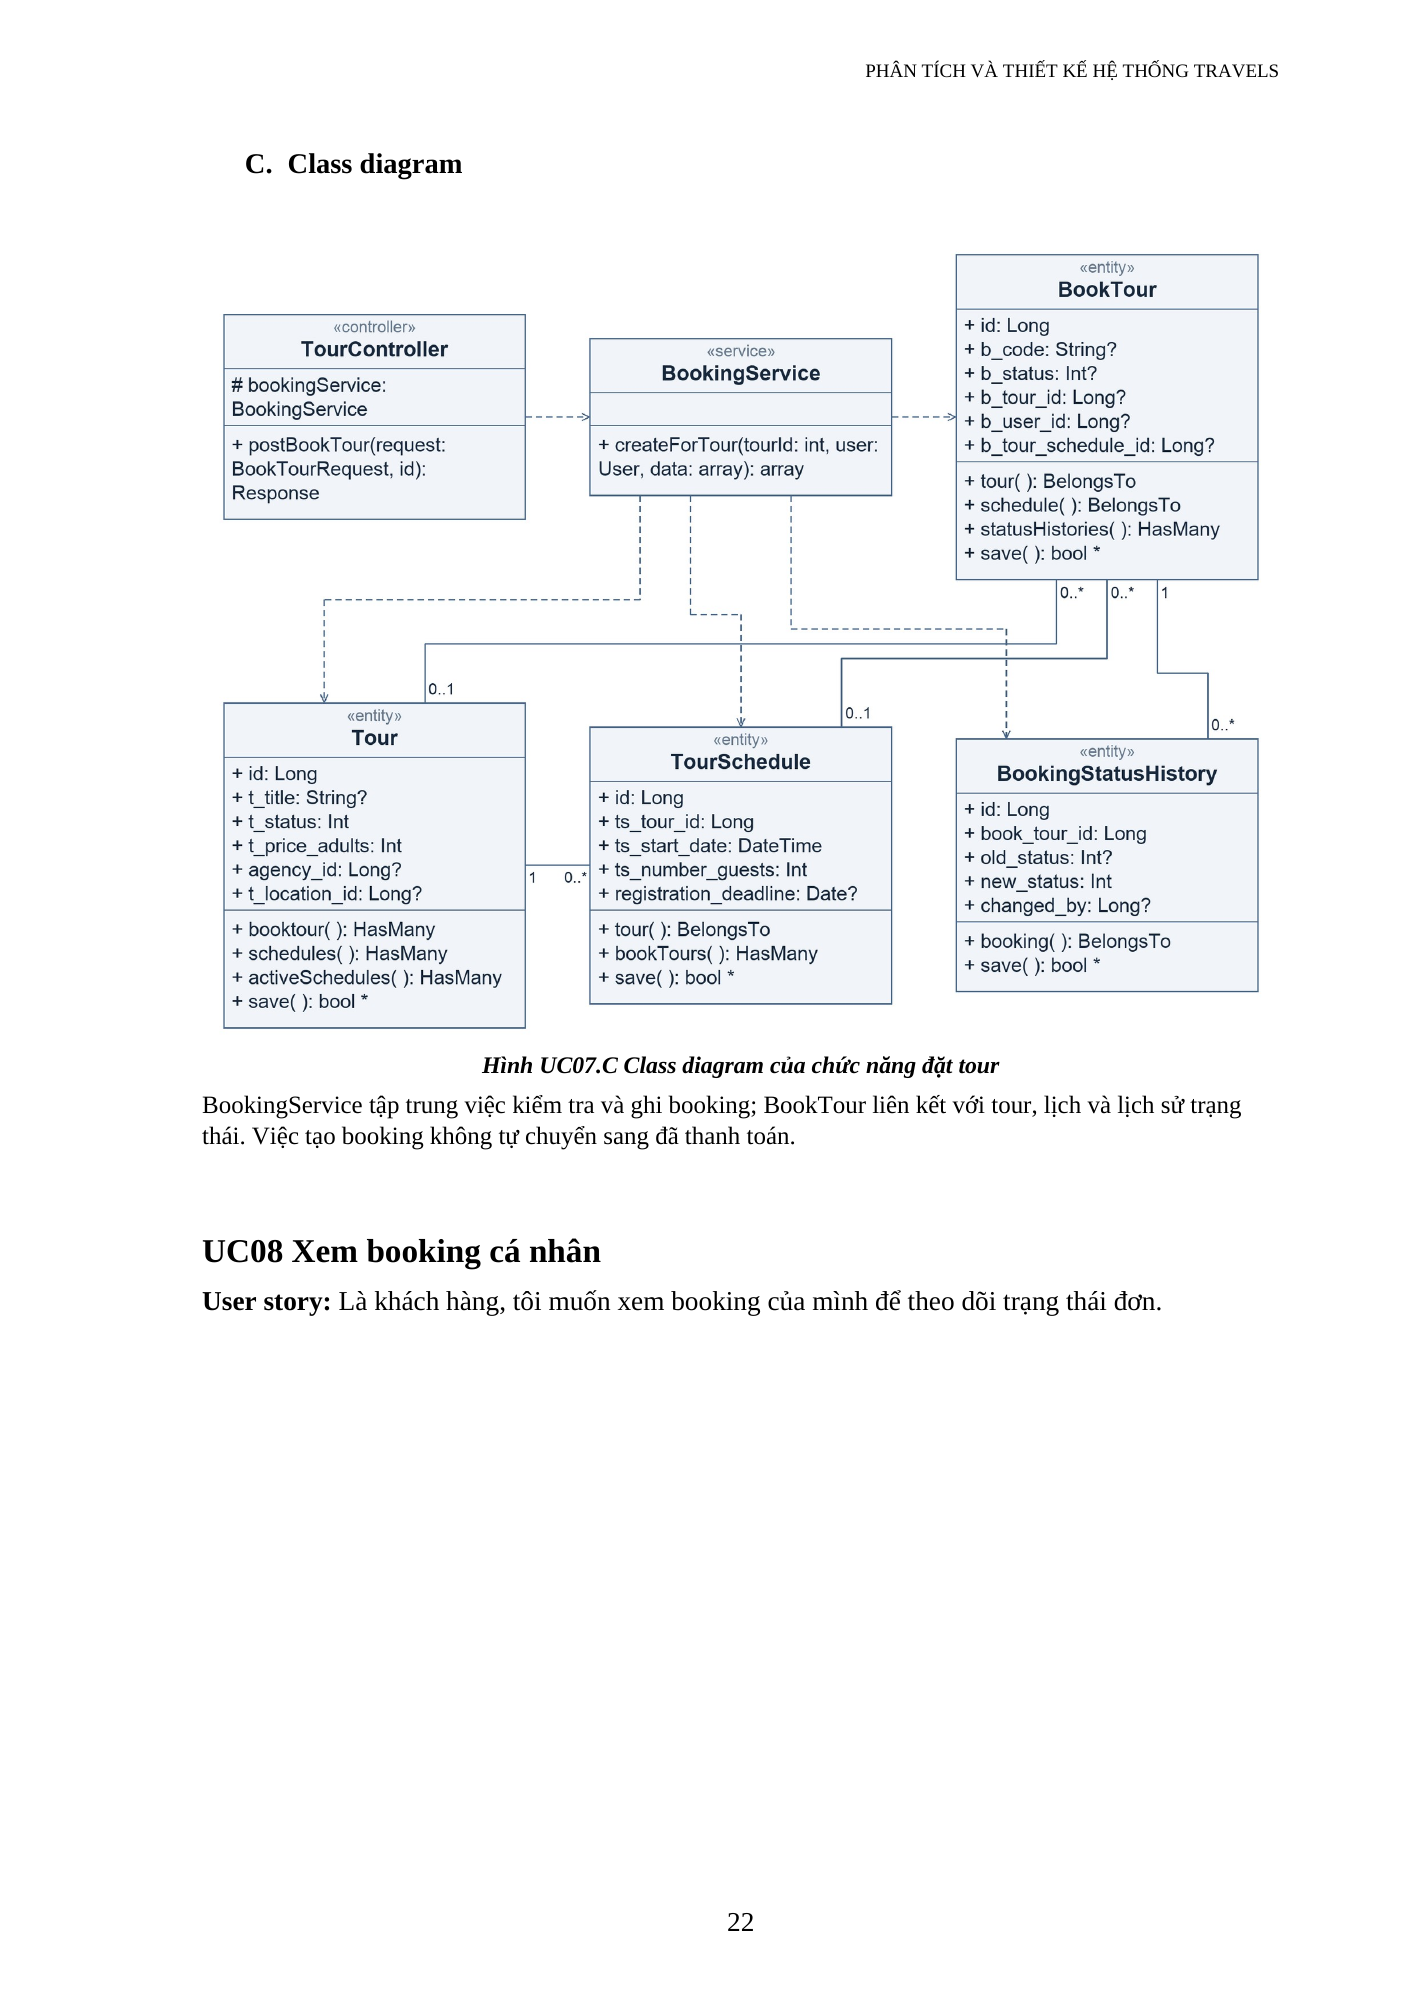 PHÂN TÍCH VÀ THIẾT KẾ HỆ THỐNG TRAVELS
C. Class diagram
«controller»
TourController
# bookingService:
BookingService
+ postBookTour(request:
BookTourRequest, id):
Response
«service»
BookingService
+ createForTour(tourId: int, user:
User, data: array): array
«entity»
BookTour
+ id: Long
+ b_code: String?
+ b_status: Int?
+ b_tour_id: Long?
+ b_user_id: Long?
+ b_tour_schedule_id: Long?
+ tour( ): BelongsTo
+ schedule( ): BelongsTo
+ statusHistories( ): HasMany
+ save( ): bool *
0..*
0..*
1
0..1
0..1
0..*
«entity»
Tour
+ id: Long
+ t_title: String?
+ t_status: Int
+ t_price_adults: Int
+ agency_id: Long?
+ t_location_id: Long?
+ booktour( ): HasMany
+ schedules( ): HasMany
+ activeSchedules( ): HasMany
+ save( ): bool *
1
0..*
«entity»
TourSchedule
+ id: Long
+ ts_tour_id: Long
+ ts_start_date: DateTime
+ ts_number_guests: Int
+ registration_deadline: Date?
+ tour( ): BelongsTo
+ bookTours( ): HasMany
+ save( ): bool *
«entity»
BookingStatusHistory
+ id: Long
+ book_tour_id: Long
+ old_status: Int?
+ new_status: Int
+ changed_by: Long?
+ booking( ): BelongsTo
+ save( ): bool *
Hình UC07.C Class diagram của chức năng đặt tour
BookingService tập trung việc kiểm tra và ghi booking; BookTour liên kết với tour, lịch và lịch sử trạng
thái. Việc tạo booking không tự chuyển sang đã thanh toán.
UC08 Xem booking cá nhân
User story: Là khách hàng, tôi muốn xem booking của mình để theo dõi trạng thái đơn.
22